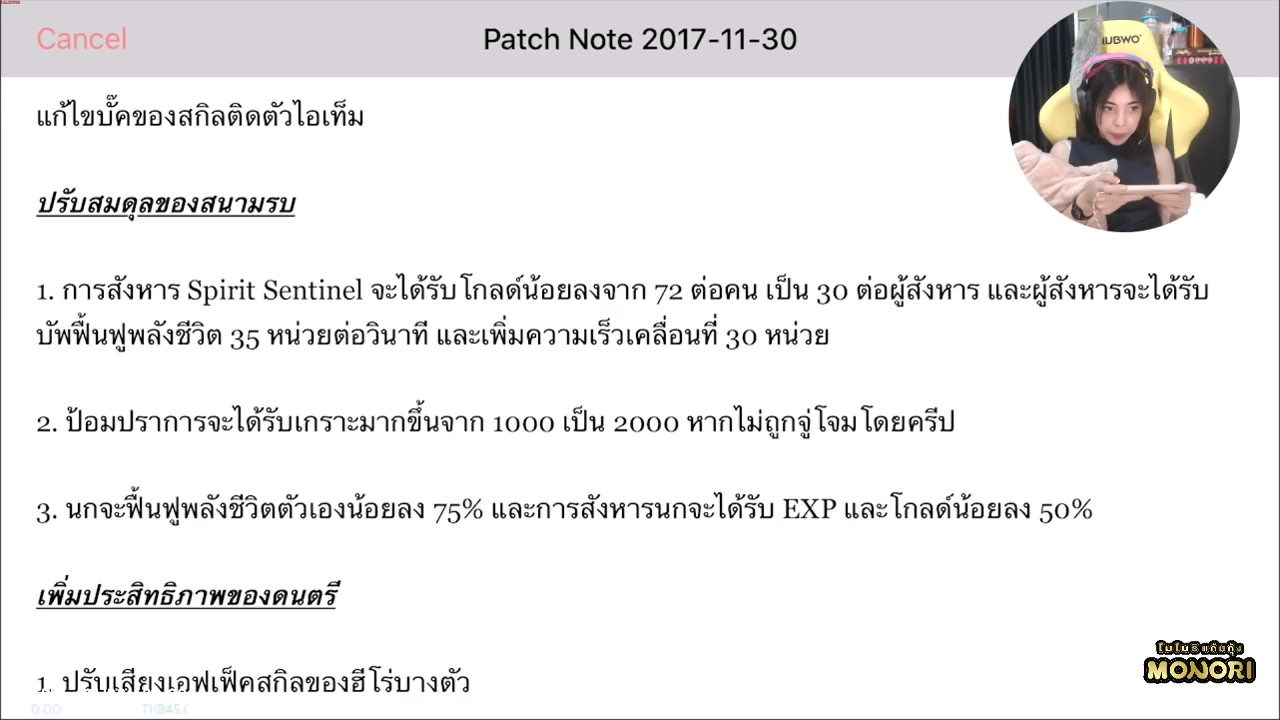 Cancel
Patch Note 2017-11-30
แก้ไขบั๊คของสกิลติดตัวไอเท็ม
ปรับสมดุลของสนามรบ
1. การสังหาร Spirit Sentinel จะได้รับโกลด์น้อยลงจาก 72 ต่อคน เป็น 30 ต่อผู้สังหาร และผู้สังหารจะได้รับ
บัพฟื้นฟูพลังชีวิต 35 หน่วยต่อวินาที และเพิ่มความเร็วเคลื่อนที่ 30 หน่วย
2. ป้อมปราการจะได้รับเกราะมากขึ้นจาก 1000 เป็น 2000 หากไม่ถูกจู่โจมโดยครีป
3. นกจะฟื้นฟูพลังชีวิตตัวเองน้อยลง 75% และการสังหารนกจะได้รับ EXP และโกลด์น้อยลง 50%
เพิ่มประสิทธิภาพของดนตรี
1. ปรับเสียงเอฟเฟ็คสกิลของฮีโร่บางตัว
MONORI
0.00